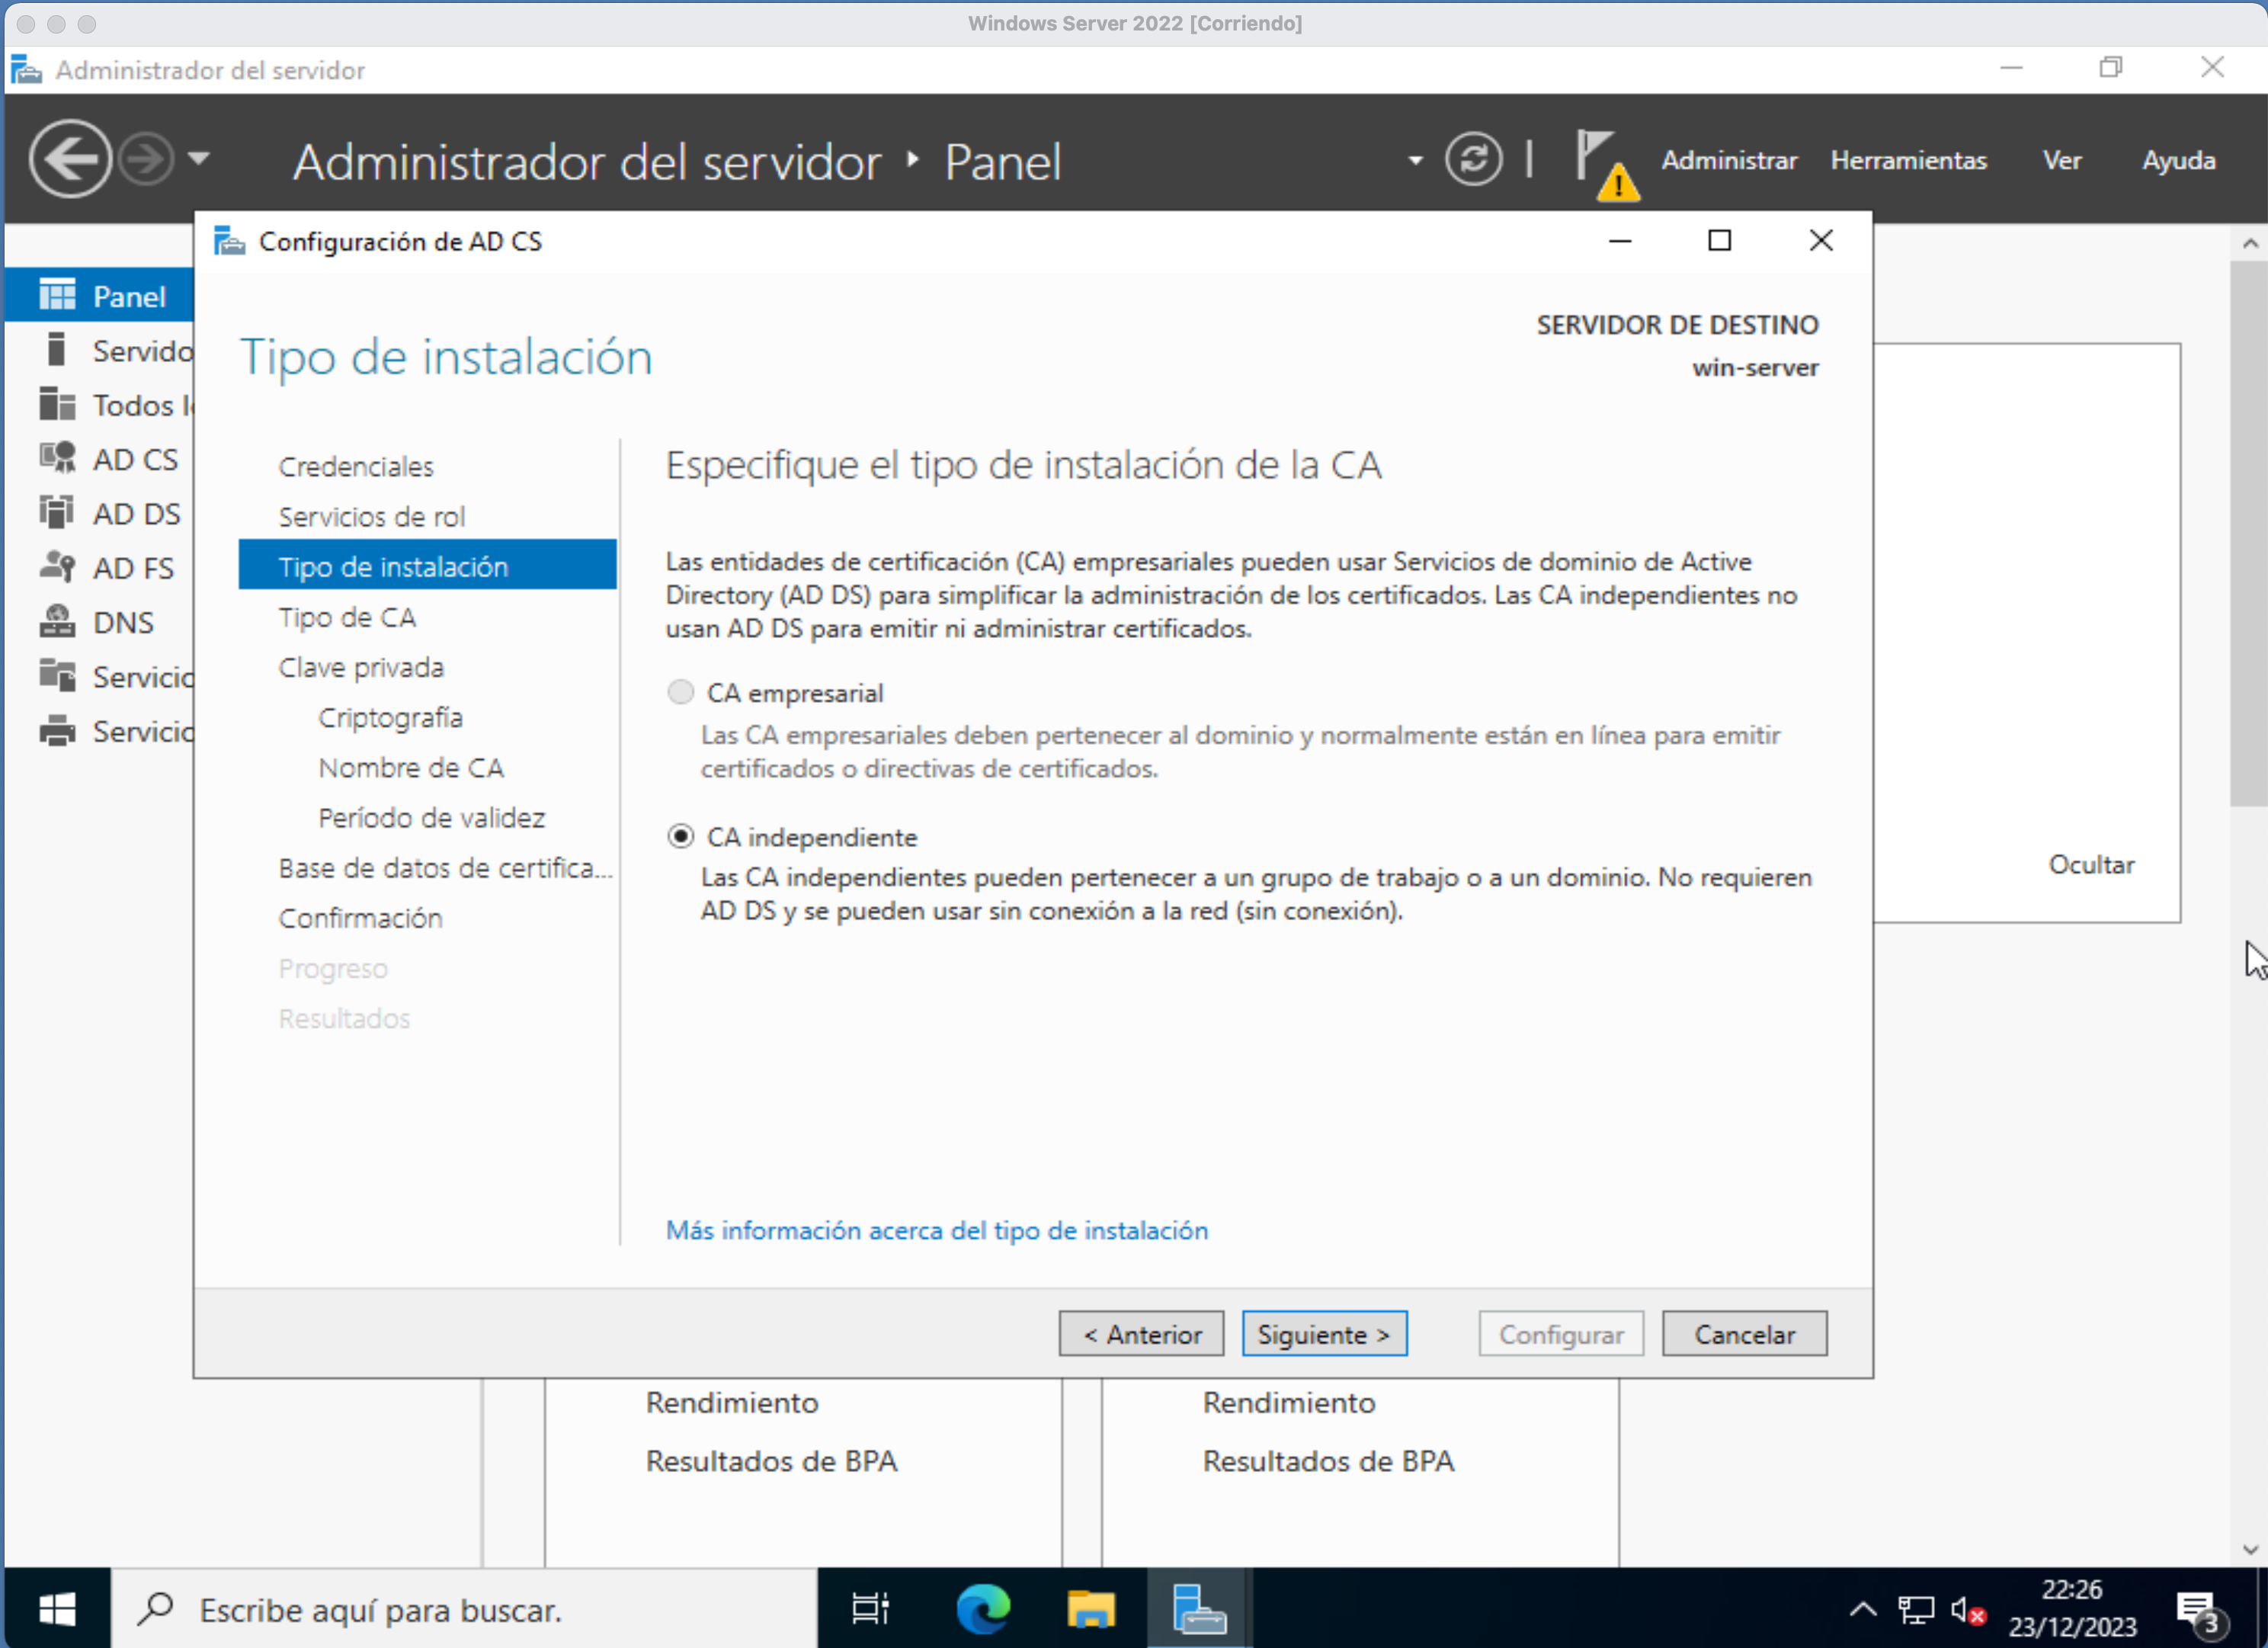 Windows Server 2022 [Corriendo]
Administrador del servidor
Administrador del servidor
Panel
Administrar
Herramientas
Ver
Ayuda
Configuración de AD CS
Panel
Servido
Todos l
AD CS
AD DS
AD FS
DNS
Servicio
Servicio
Tipo de instalación
SERVIDOR DE DESTINO
win-server
Credenciales
Servicios de rol
Tipo de instalación
Tipo de CA
Clave privada
Criptografía
Nombre de CA
Período de validez
Base de datos de certifica...
Confirmación
Progreso
Resultados
Especifique el tipo de instalación de la CA
Las entidades de certificación (CA) empresariales pueden usar Servicios de dominio de Active
Directory (AD DS) para simplificar la administración de los certificados. Las CA independientes no
usan AD DS para emitir ni administrar certificados.
CA empresarial
Las CA empresariales deben pertenecer al dominio y normalmente están en línea para emitir
certificados o directivas de certificados.
CA independiente
Las CA independientes pueden pertenecer a un grupo de trabajo o a un dominio. No requieren
AD DS y se pueden usar sin conexión a la red (sin conexión).
Más información acerca del tipo de instalación
Ocultar
< Anterior
Siguiente >
Configurar
Cancelar
Rendimiento
Resultados de BPA
Rendimiento
Resultados de BPA
Escribe aquí para buscar.
22:26
23/12/2023
3